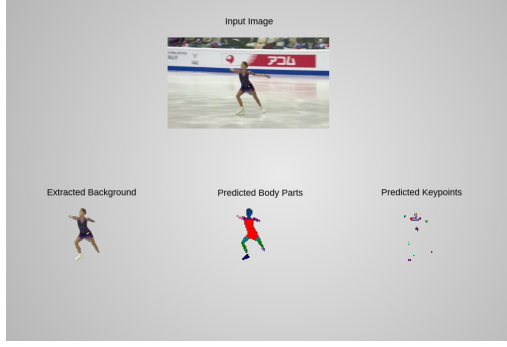 Input Image
アコム
Extracted Background
Predicted Body Parts
Predicted Keypoints